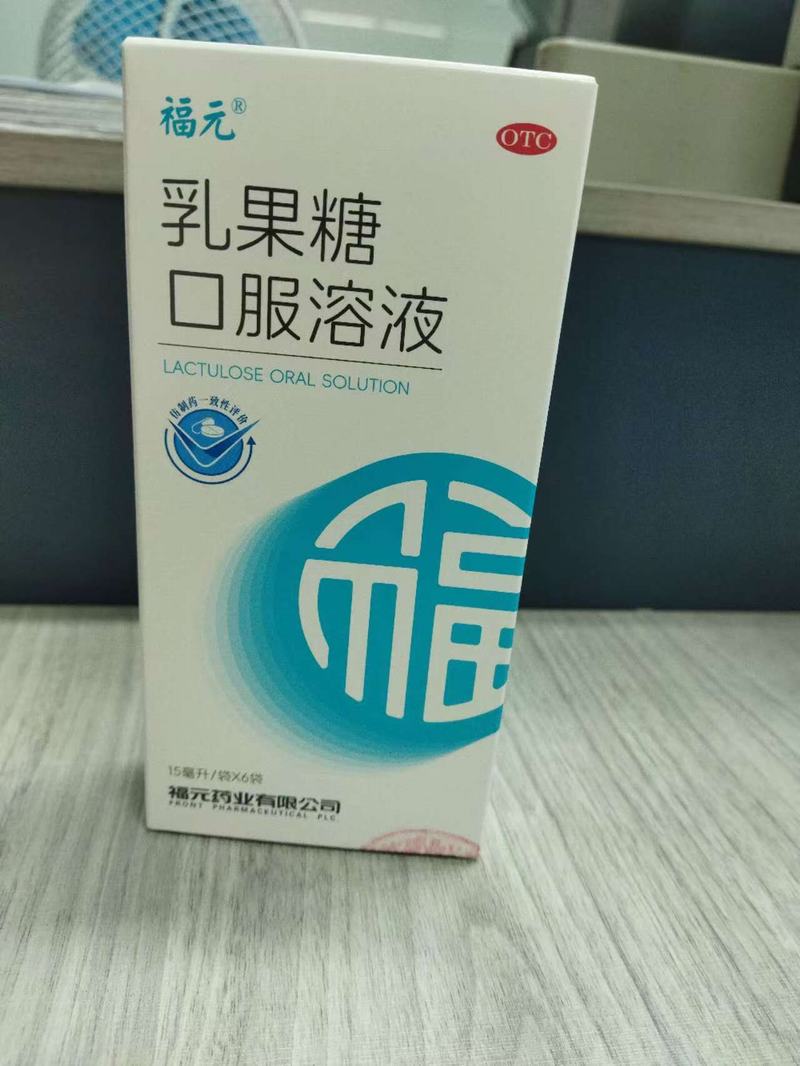 福元®
OTC
乳果糖
口服溶液
LACTULOSE ORAL SOLUTION
仿制药一致性评价
福
15毫升/袋X6袋
福元药业有限公司
FRONT PHARMACEUTICAL PLC.